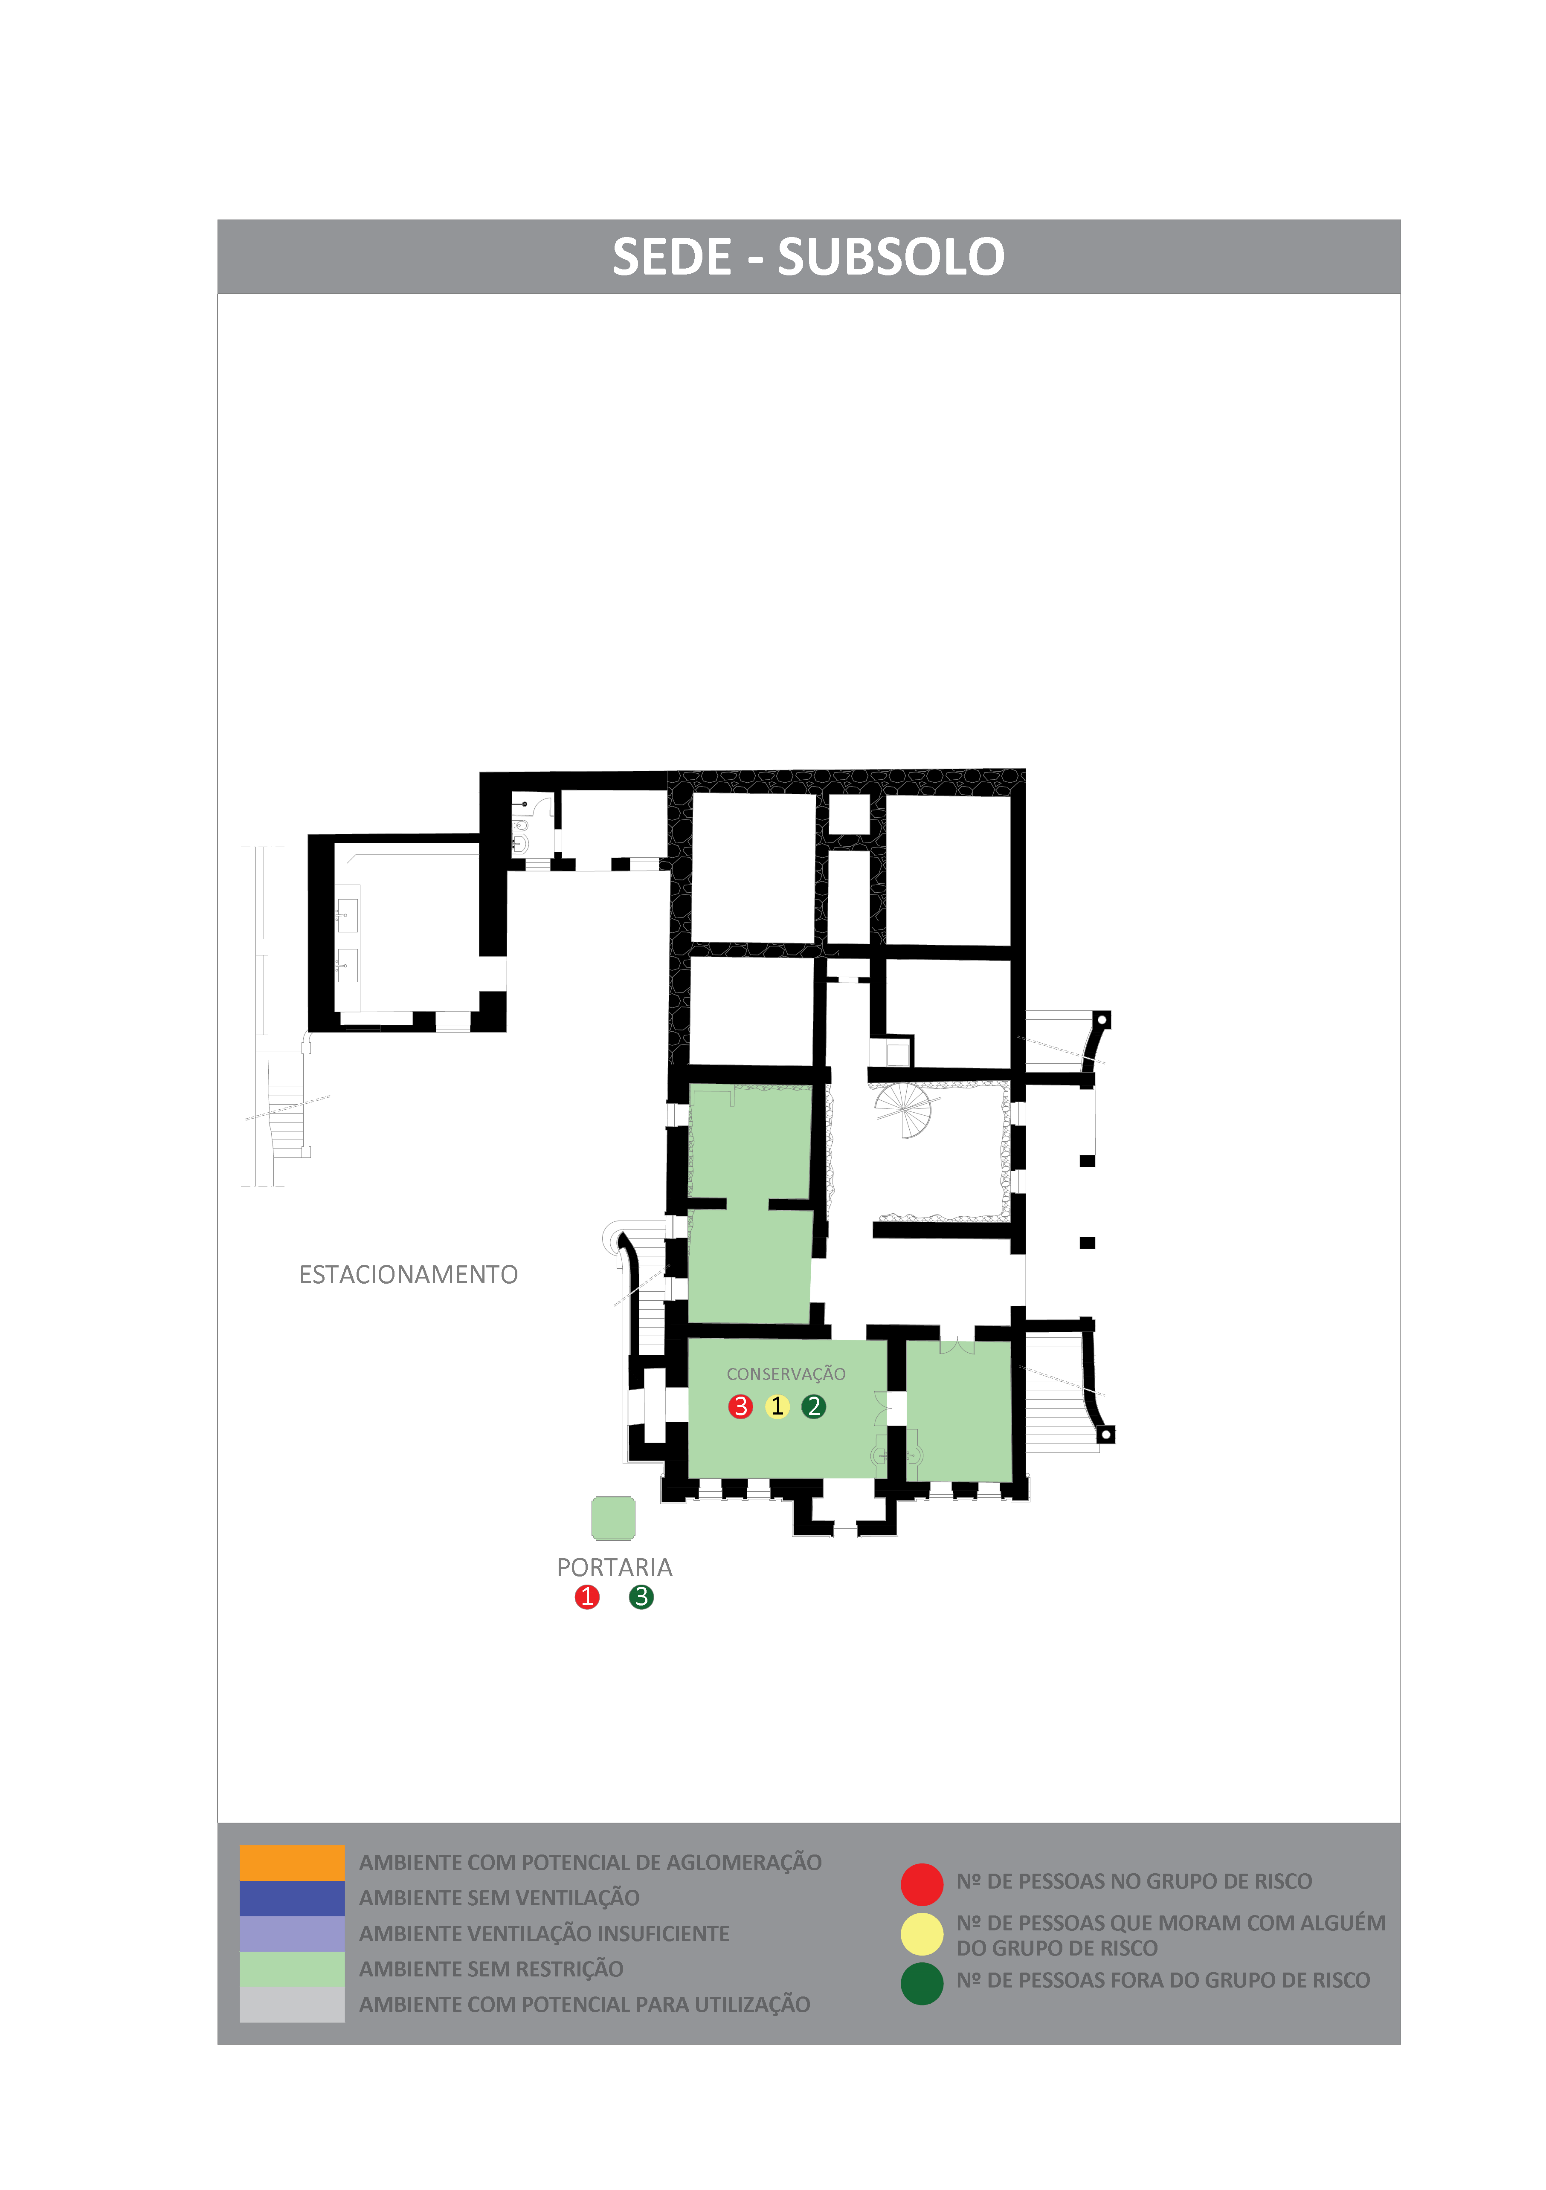 SEDE - SUBSOLO
ESTACIONAMENTO
CONSERVAÇÃO
3 1 2
PORTARIA
1 3
AMBIENTE COM POTENCIAL DE AGLOMERAÇÃO
AMBIENTE SEM VENTILAÇÃO
AMBIENTE VENTILAÇÃO INSUFICIENTE
AMBIENTE SEM RESTRIÇÃO
AMBIENTE COM POTENCIAL PARA UTILIZAÇÃO
Nº DE PESSOAS NO GRUPO DE RISCO
Nº DE PESSOAS QUE MORAM COM ALGUÉM
DO GRUPO DE RISCO
Nº DE PESSOAS FORA DO GRUPO DE RISCO